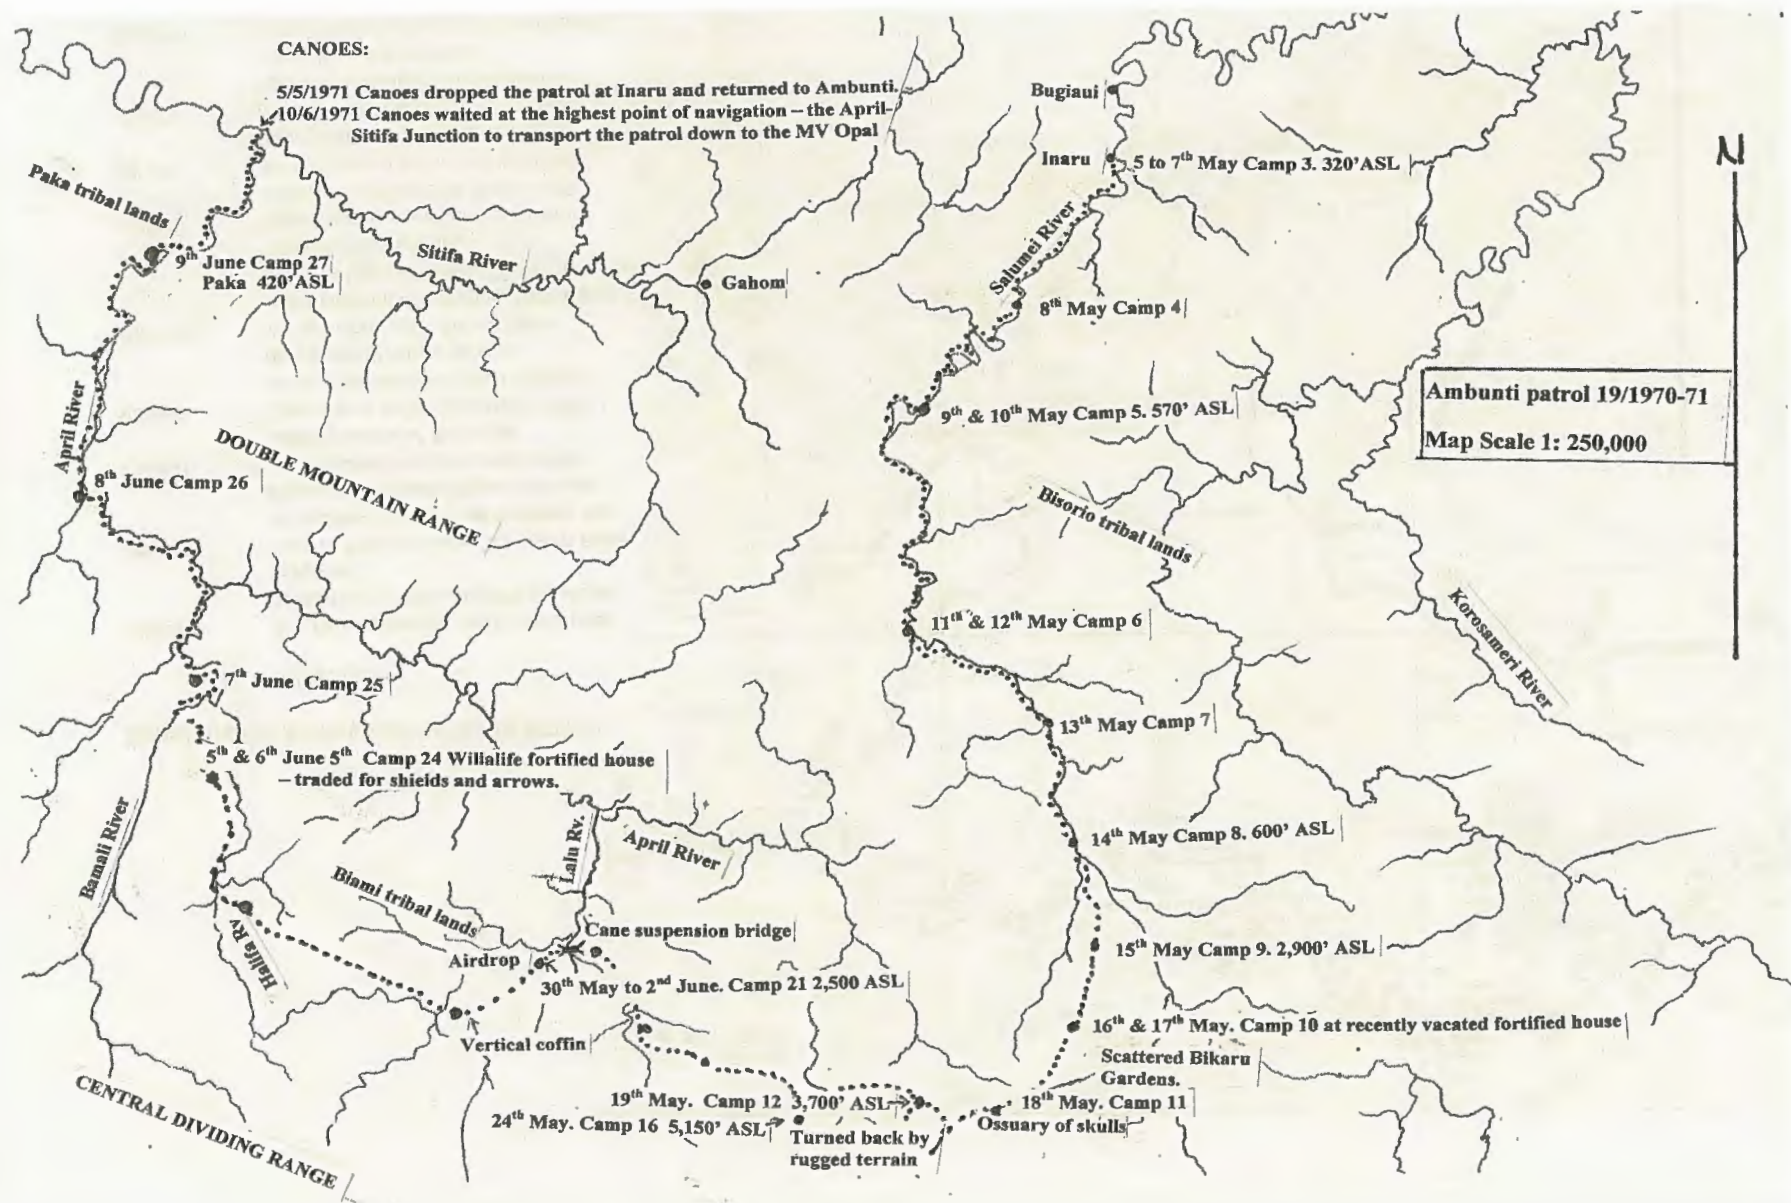 CANOES:
5/5/1971 Canoes dropped the patrol at Inaru and returned to Ambunti.
10/6/1971 Canoes waited at the highest point of navigation – the April-
Sitifa Junction to transport the patrol down to the MV Opal
Bugiaui
Inaru
5 to 7th May Camp 3. 320'ASL
N
Paka tribal lands
9th June Camp 27
Paka 420'ASL
Sitifa River
Gahom
Salumei River
8th May Camp 4
Ambunti patrol 19/1970-71
Map Scale 1: 250,000
9th & 10th May Camp 5. 570' ASL
April River
8th June Camp 26
DOUBLE MOUNTAIN RANGE
Bisorio tribal lands
Korosameri River
11th & 12th May Camp 6
7th June Camp 25
13th May Camp 7
5th & 6th June 5th Camp 24 Willalife fortified house
– traded for shields and arrows.
Bamali River
Lalu Rv.
April River
14th May Camp 8. 600' ASL
Biami tribal lands
Halifa Rv
Cane suspension bridge
Airdrop
15th May Camp 9. 2,900' ASL
30th May to 2nd June. Camp 21 2,500 ASL
16th & 17th May. Camp 10 at recently vacated fortified house
Vertical coffin
Scattered Bikaru
Gardens.
CENTRAL DIVIDING RANGE
19th May. Camp 12 3,700' ASL
18th May. Camp 11
24th May. Camp 16 5,150' ASL
Ossuary of skulls
Turned back by
rugged terrain